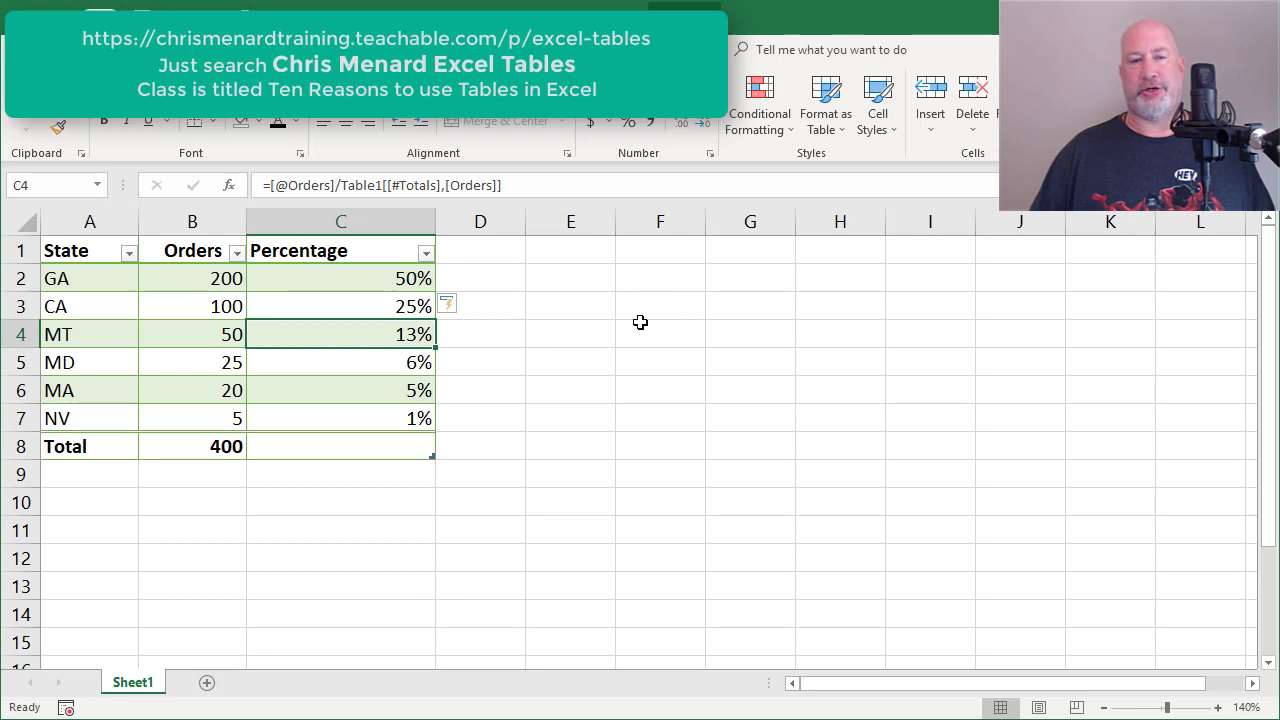 https://chrismenardtraining.teachable.com/p/excel-tables
Just search Chris Menard Excel Tables
Class is titled Ten Reasons to use Tables in Excel
Tell me what you want to do
HEY
B I U Merge & Center $ % ,
Conditional Formatting
Format as Table
Cell Styles
Insert
Delete
Clipboard Font Alignment Number Styles Cells
C4 fx =[@Orders]/Table1[[#Totals],[Orders]]
A B C D E F G H I J K L
1 State Orders Percentage
2 GA 200 50%
3 CA 100 25%
4 MT 50 13%
5 MD 25 6%
6 MA 20 5%
7 NV 5 1%
8 Total 400
9
10
11
12
13
14
15
Sheet1
Ready 140%